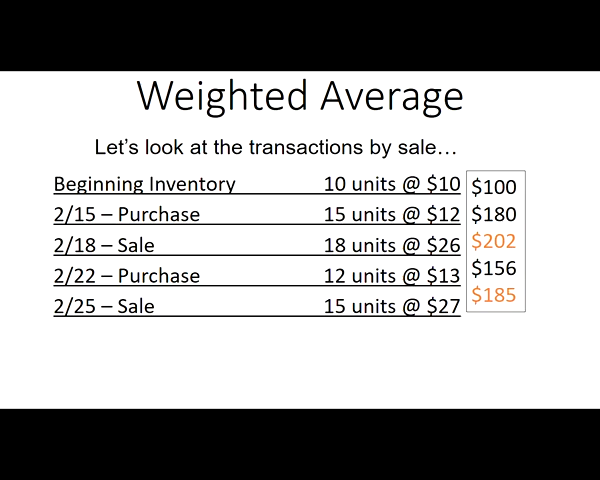 Weighted Average
Let's look at the transactions by sale…
Beginning Inventory 10 units @ $10 $100
2/15 – Purchase 15 units @ $12 $180
2/18 – Sale 18 units @ $26 $202
2/22 – Purchase 12 units @ $13 $156
2/25 – Sale 15 units @ $27 $185